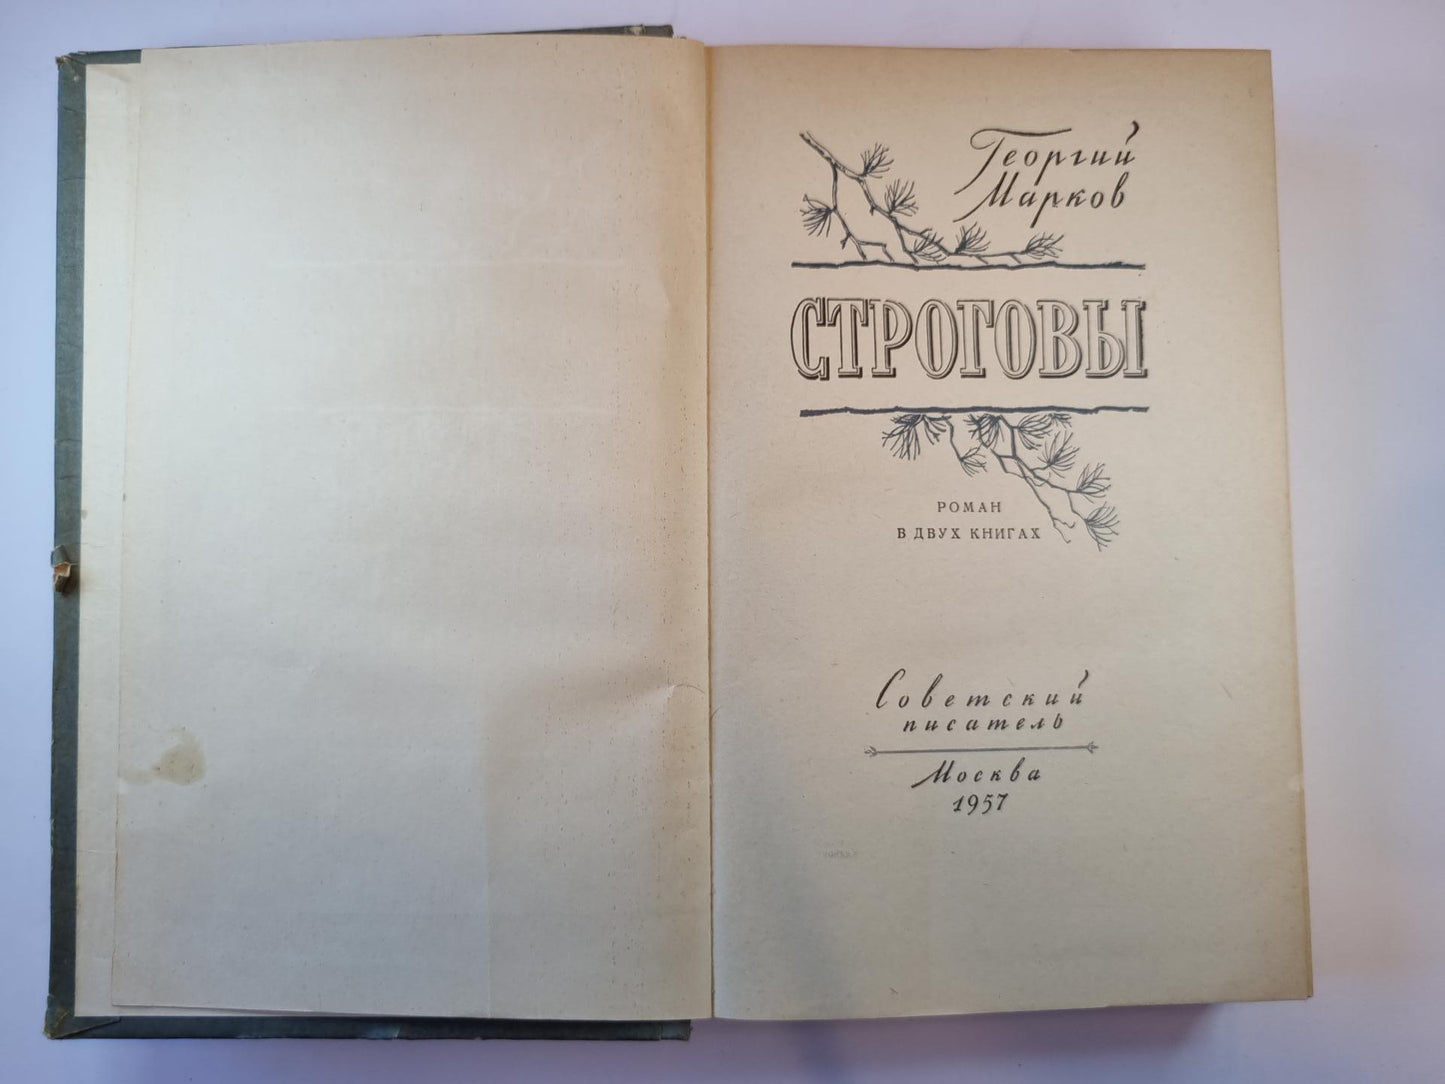 Георгий
Марков
СТРОГОВЫ
РОМАН
В ДВУХ КНИГАХ
Советский
писатель
Москва
1957